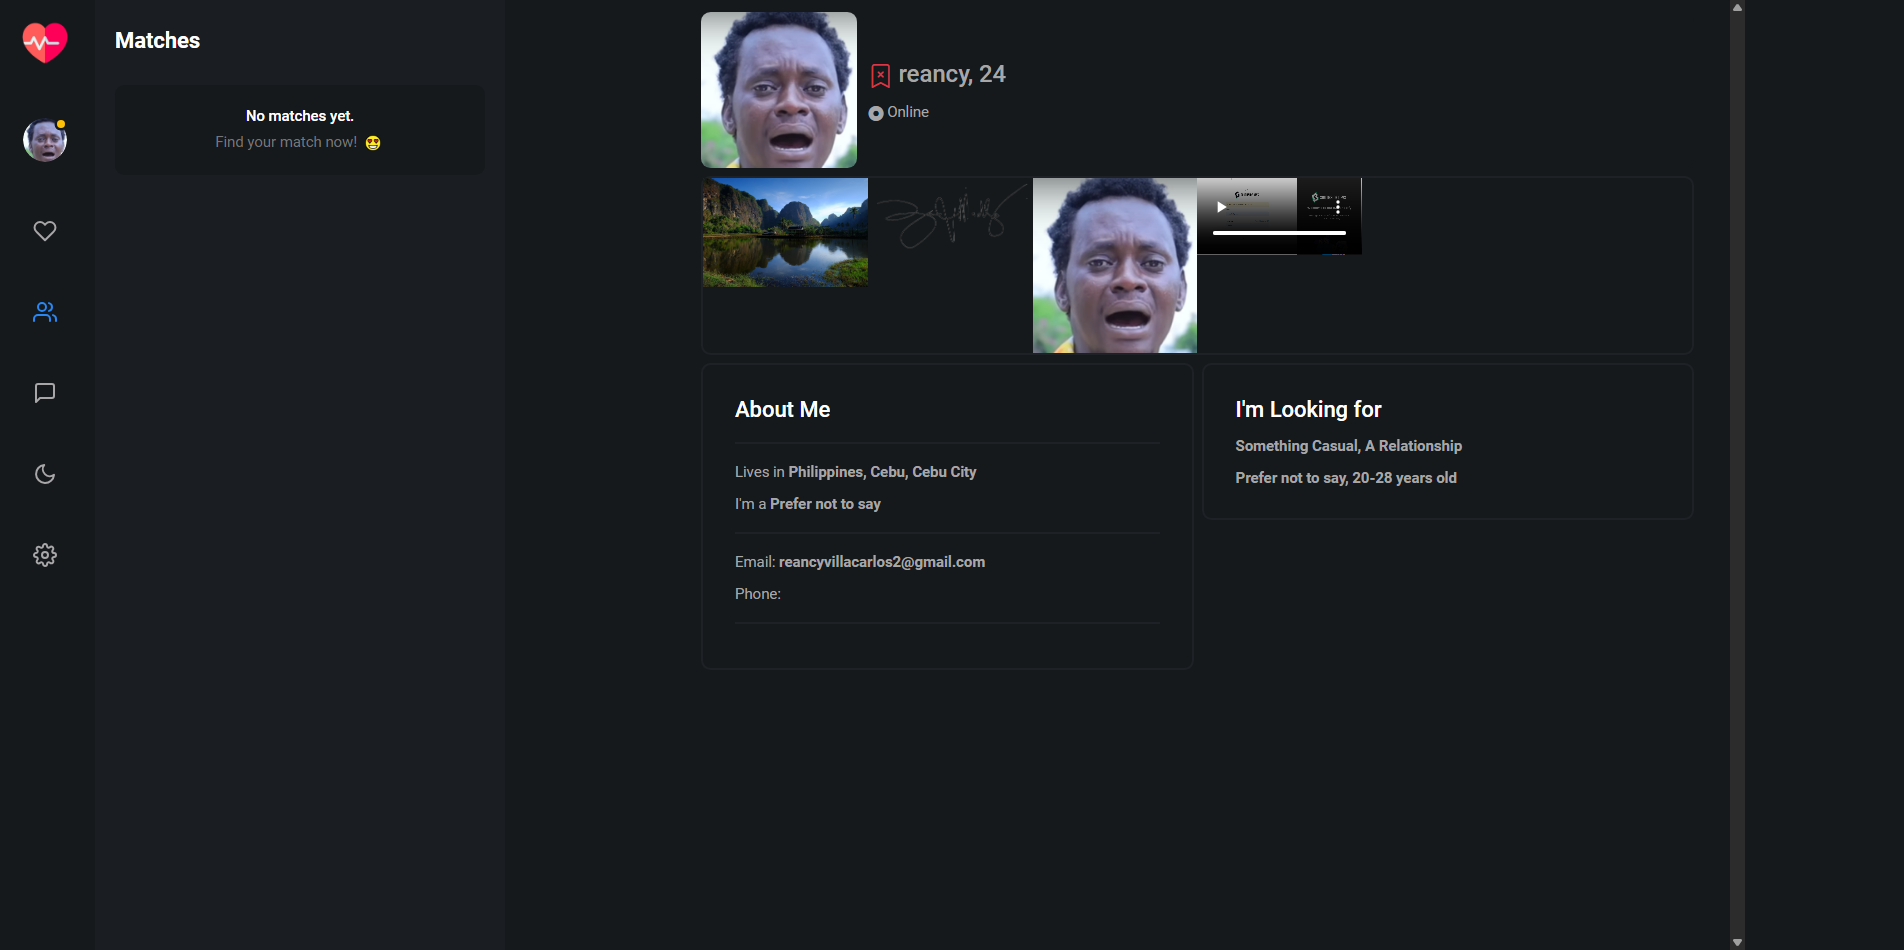 Matches
No matches yet.
Find your match now! 😍
reancy, 24
Online
About Me
Lives in Philippines, Cebu, Cebu City
I'm a Prefer not to say
Email: reancyvillacarlos2@gmail.com
Phone:
I'm Looking for
Something Casual, A Relationship
Prefer not to say, 20-28 years old